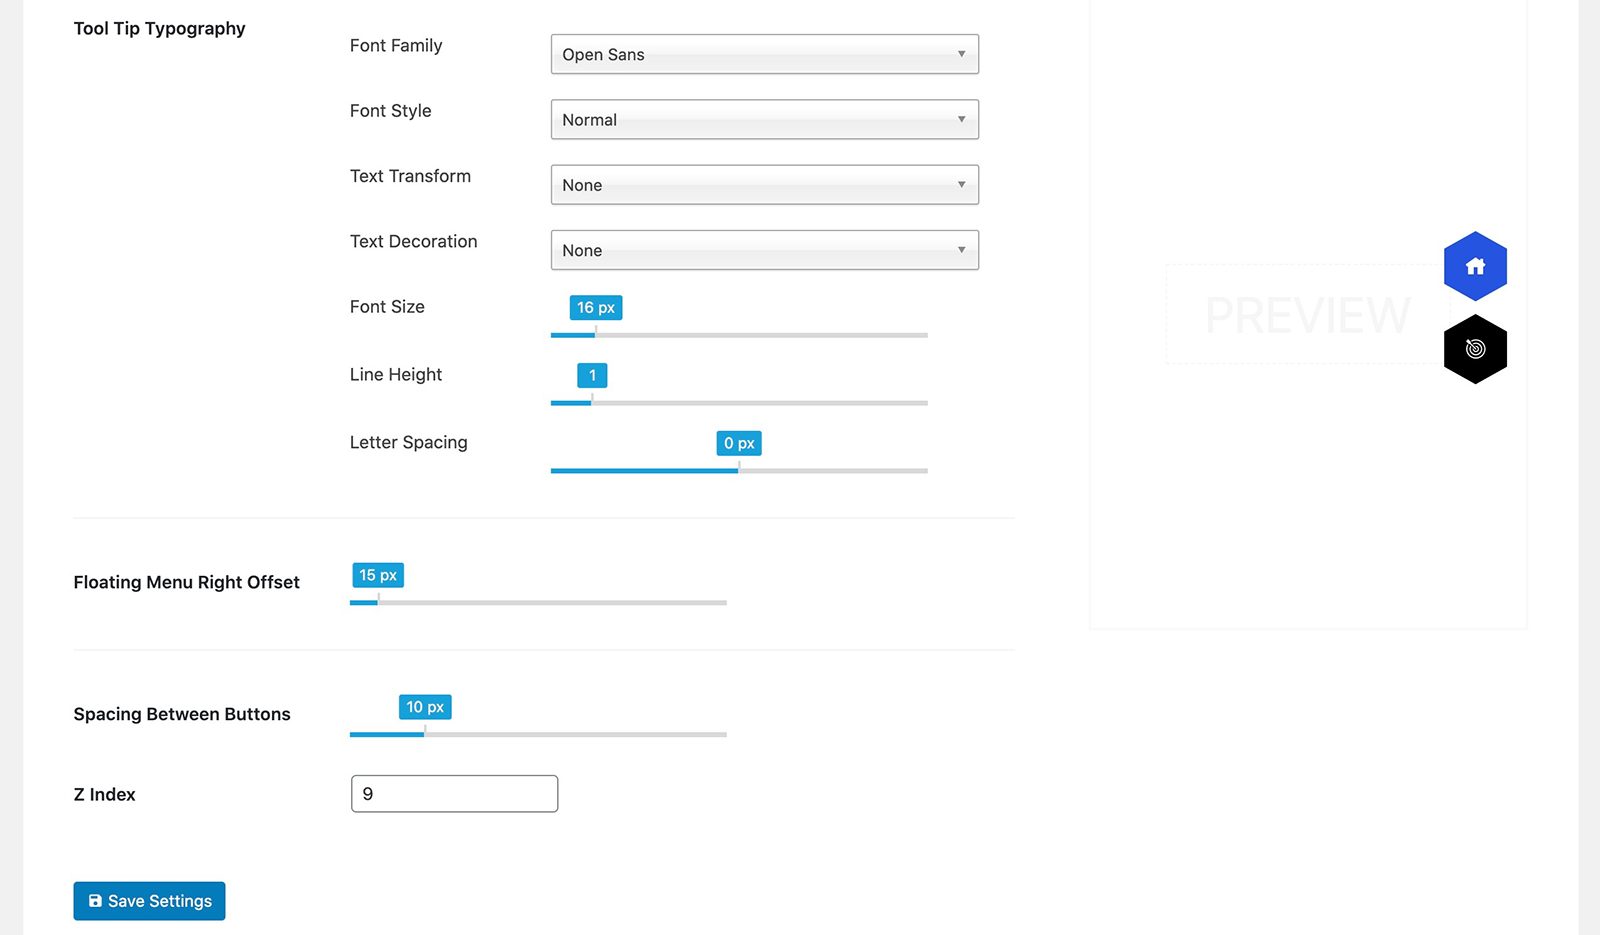 Tool Tip Typography
Font Family
Open Sans
Font Style
Normal
Text Transform
None
Text Decoration
None
Font Size
16 px
Line Height
1
Letter Spacing
0 px
Floating Menu Right Offset
15 px
Spacing Between Buttons
10 px
Z Index
9
Save Settings
PREVIEW